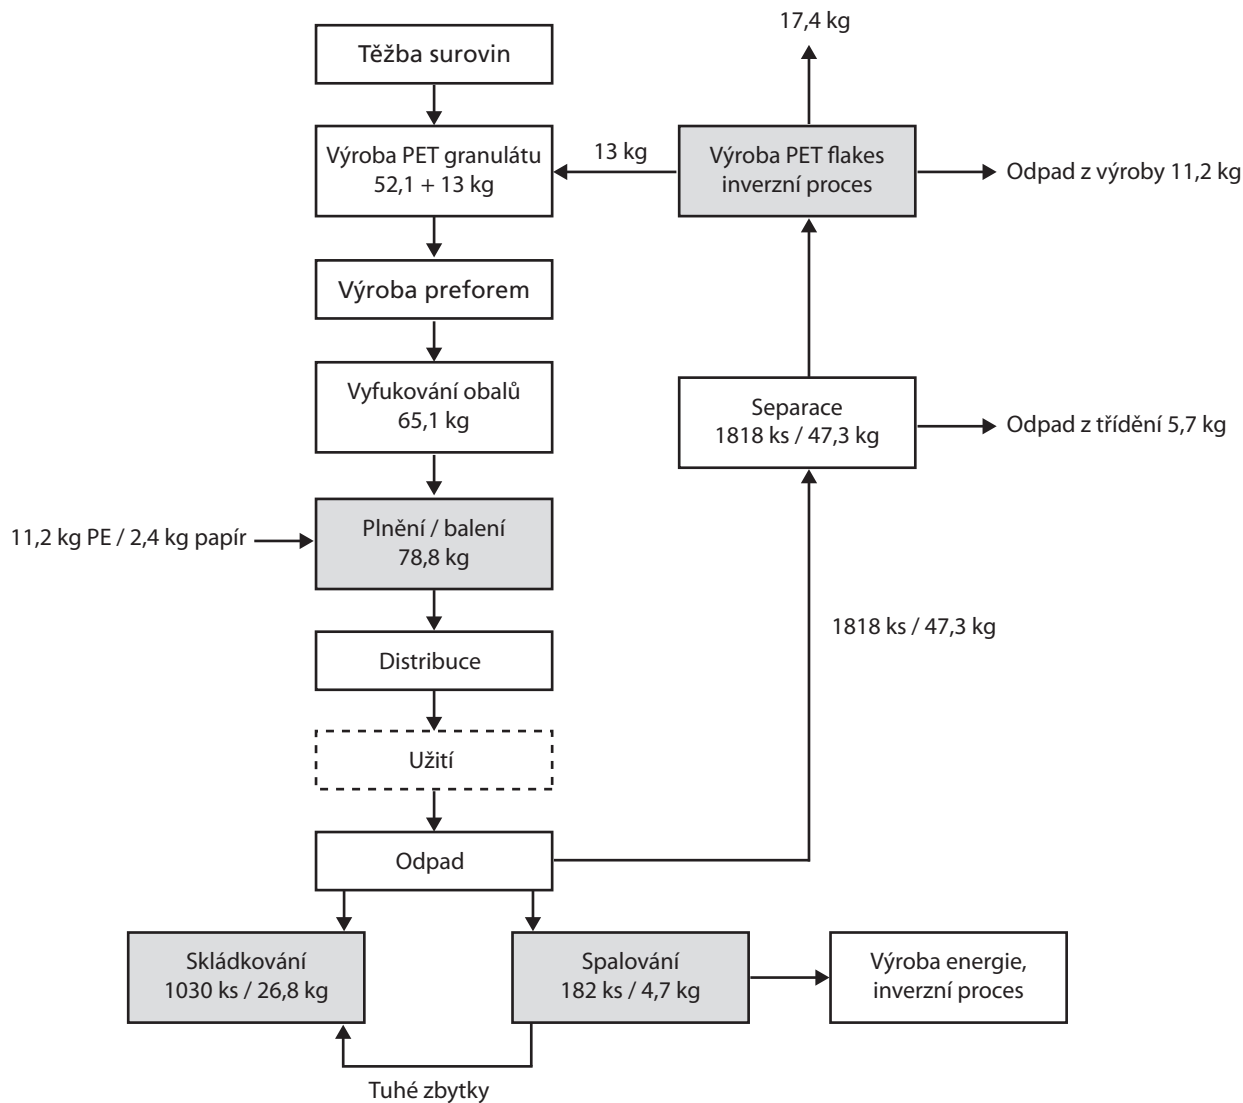 17,4 kg
Těžba surovin
Výroba PET granulátu
52,1 + 13 kg
13 kg
Výroba PET flakes
inverzní proces
Odpad z výroby 11,2 kg
Výroba preforem
Vyfukování obalů
65,1 kg
Separace
1818 ks / 47,3 kg
Odpad z třídění 5,7 kg
11,2 kg PE / 2,4 kg papír
Plnění / balení
78,8 kg
1818 ks / 47,3 kg
Distribuce
Užití
Odpad
Skládkování
1030 ks / 26,8 kg
Spalování
182 ks / 4,7 kg
Výroba energie,
inverzní proces
Tuhé zbytky